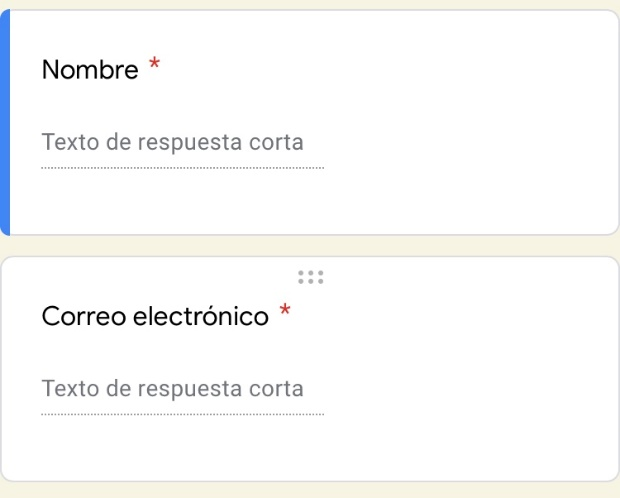 Nombre *
Texto de respuesta corta
Correo electrónico *
Texto de respuesta corta